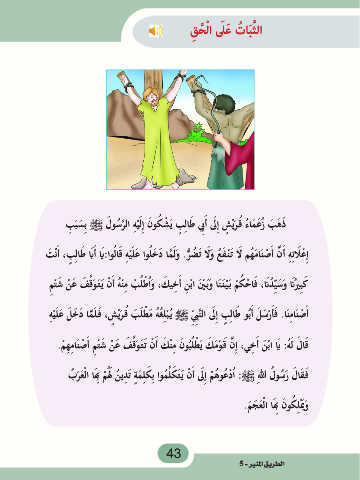 الثَّبَاتُ عَلَى الْحَقِّ
ذَهَبَ زُعَمَاءُ قُرَيْشٍ إِلَى أَبِي طَالِبٍ يَشْكُونَ إِلَيْهِ الرَّسُولَ ﷺ بِسَبَبِ
إِعْلَانِهِ أَنَّ أَصْنَامَهُم لَا تَنْفَعُ وَلَا تَضُرُّ. وَلَمَّا دَخَلُوا عَلَيْهِ قَالُوا: يَا أَبَا طَالِبٍ، أَنْتَ
كَبِيرُنَا وَسَيِّدُنَا، فَاحْكُمْ بَيْنَنَا وَبَيْنَ ابْنِ أَخِيكَ، وَاُطْلُبْ مِنْهُ أَنْ يَتَوَقَّفَ عَنْ شَتْمِ
أَصْنَامِنَا. فَأَرْسَلَ أَبُو طَالِبٍ إِلَى النَّبِيِّ ﷺ يُبْلِغُهُ مَطْلَبَ قُرَيْشٍ، فَلَمَّا دَخَلَ عَلَيْهِ
قَالَ لَهُ: يَا ابْنَ أَخِي، إِنَّ قَوْمَكَ يَطْلُبُونَ مِنْكَ أَنْ تَتَوَقَّفَ عَنْ شَتْمِ أَصْنَامِهِمْ.
فَقَالَ رَسُولُ اللهِ ﷺ: اُدْعُوهُمْ إِلَى أَنْ يَتَكَلَّمُوا بِكَلِمَةٍ تَدِينُ لَهُمْ بِهَا الْعَرَبُ
وَيَمْلِكُونَ بِهَا الْعَجَمَ.
43
الطريق المنير - 5